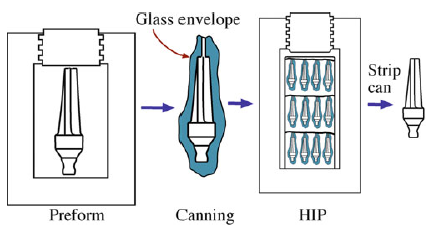 Glass envelope
Strip
can
Preform
Canning
HIP